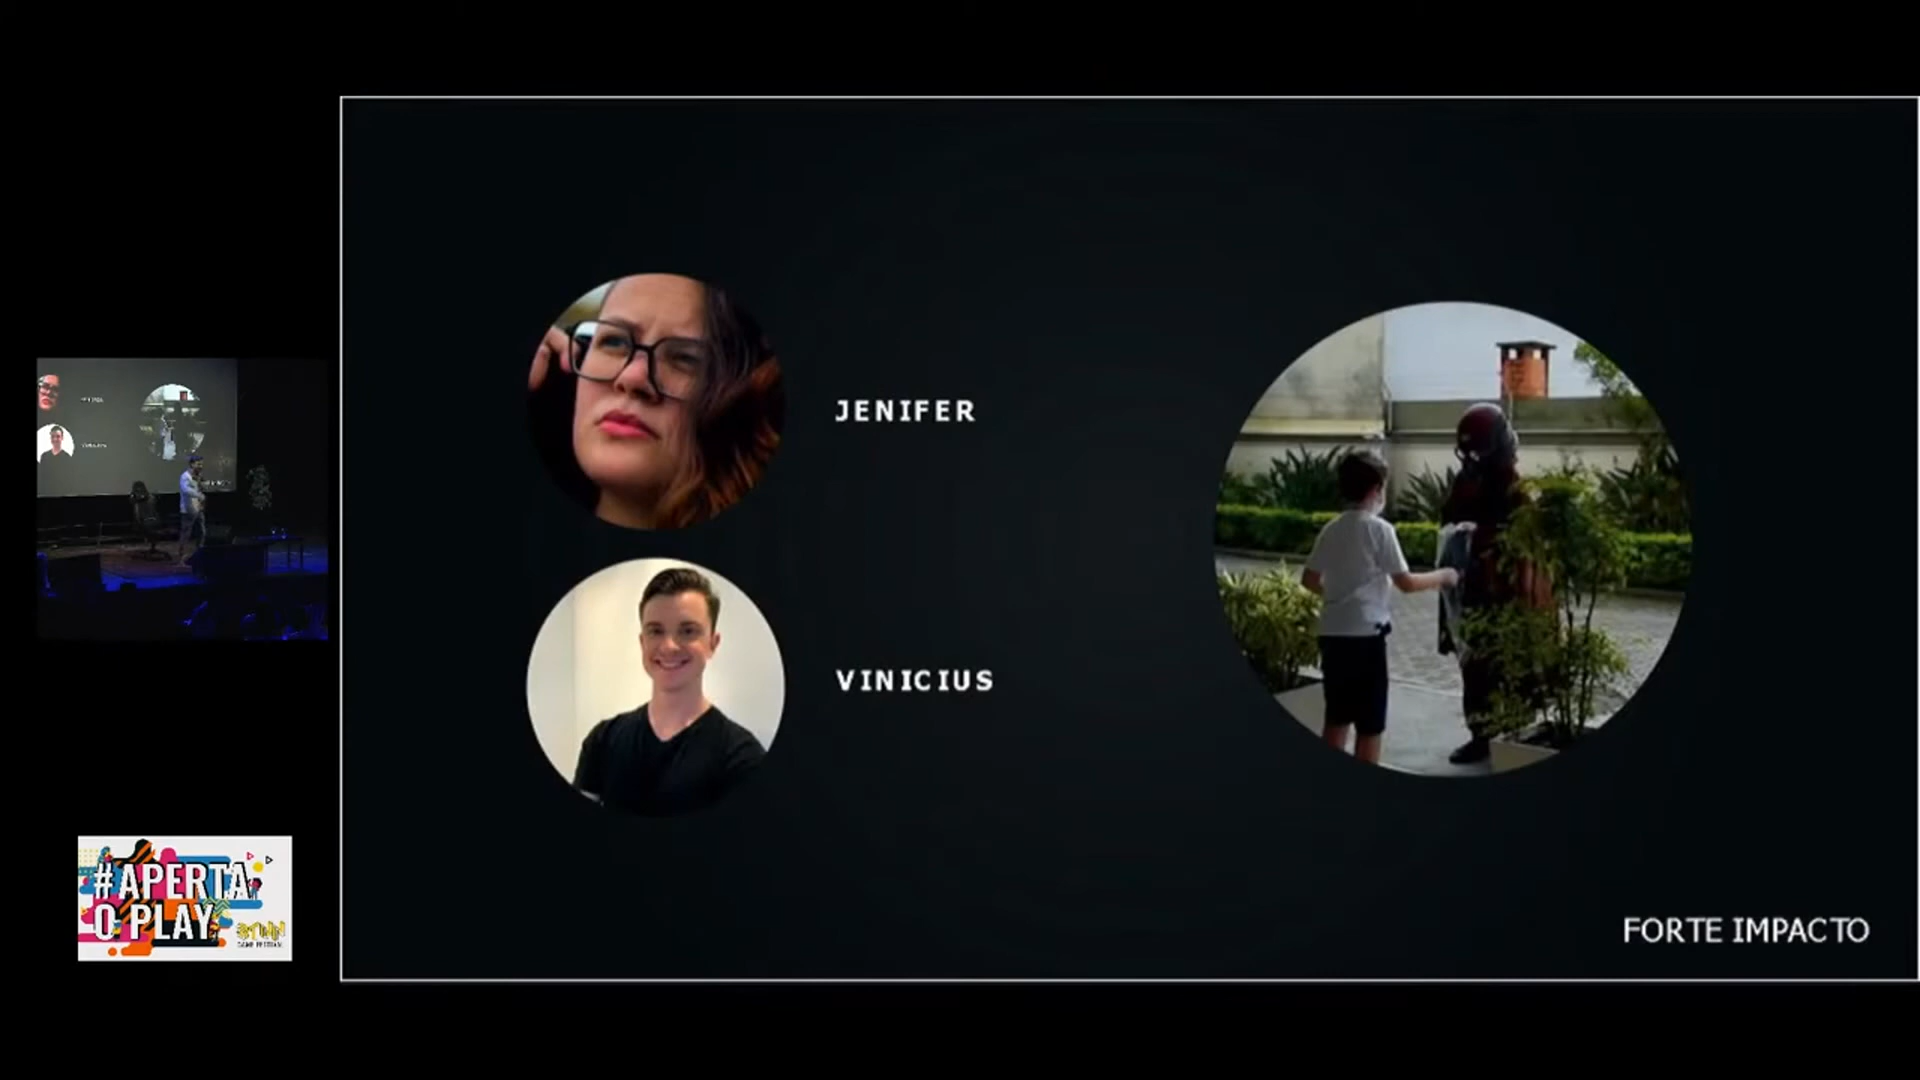 JENIFER
VINICIUS
FORTE IMPACTO
#APERTA
O PLAY